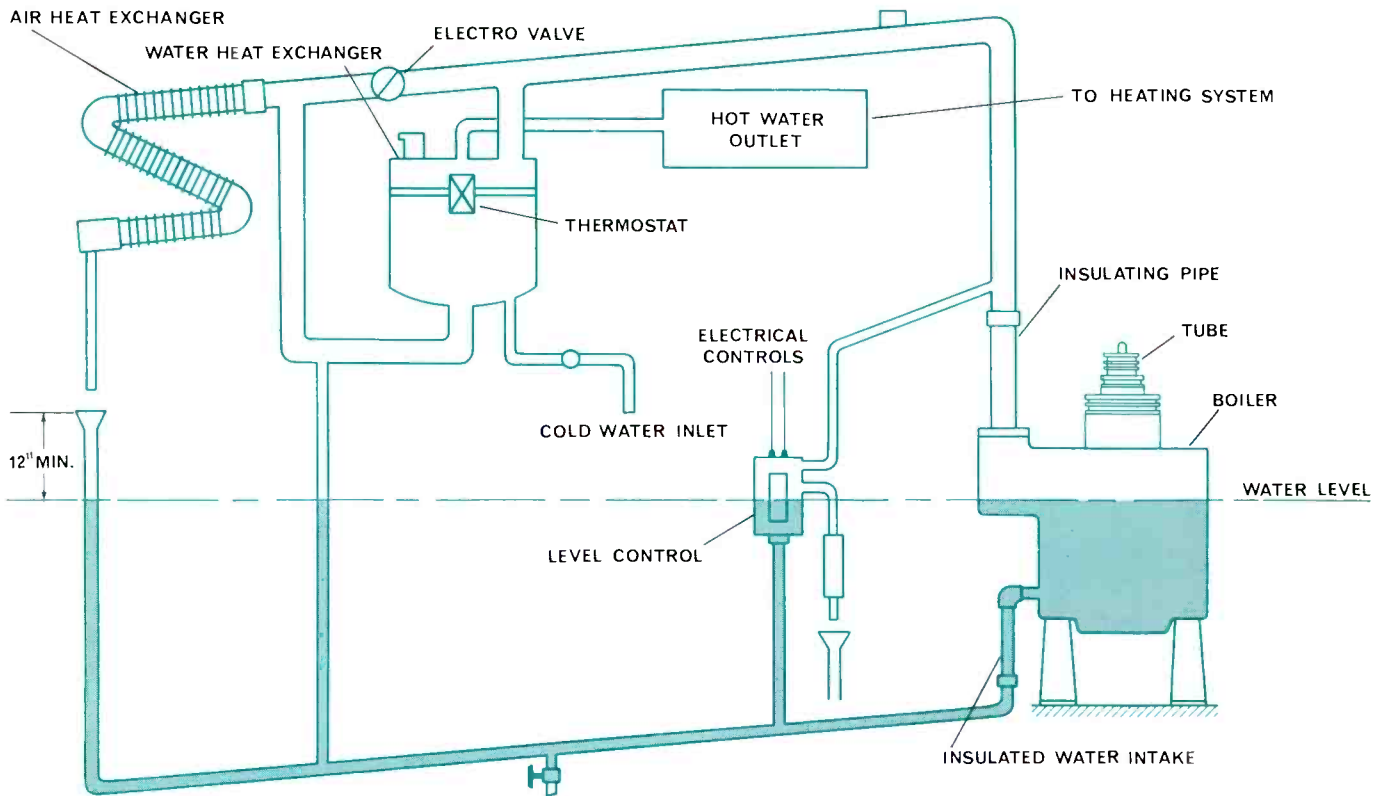 AIR HEAT EXCHANGER
WATER HEAT EXCHANGER
ELECTRO VALVE
HOT WATER
OUTLET
TO HEATING SYSTEM
THERMOSTAT
INSULATING PIPE
TUBE
ELECTRICAL
CONTROLS
BOILER
COLD WATER INLET
12" MIN.
WATER LEVEL
LEVEL CONTROL
INSULATED WATER INTAKE